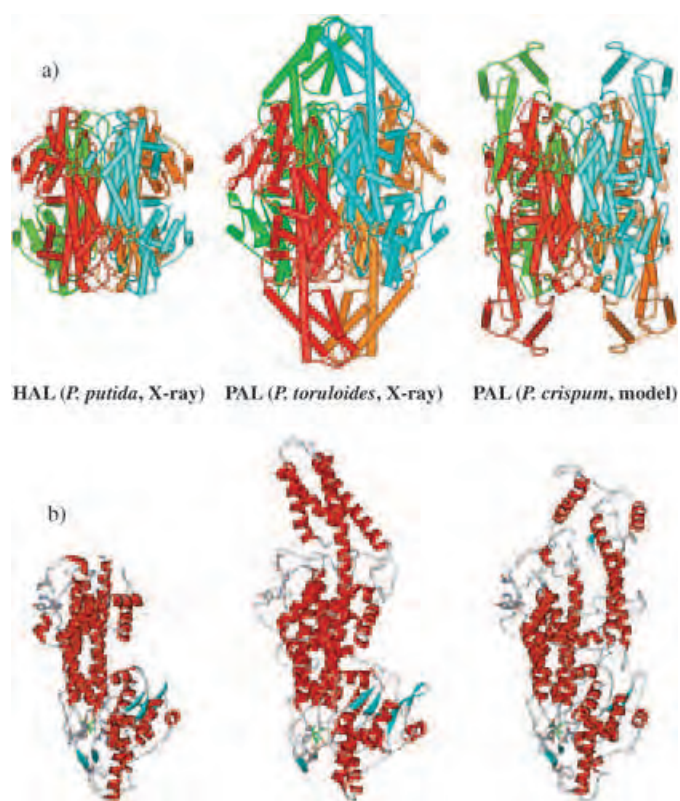 a)
HAL (P. putida, X-ray) PAL (P. toruloides, X-ray) PAL (P. crispum, model)
b)